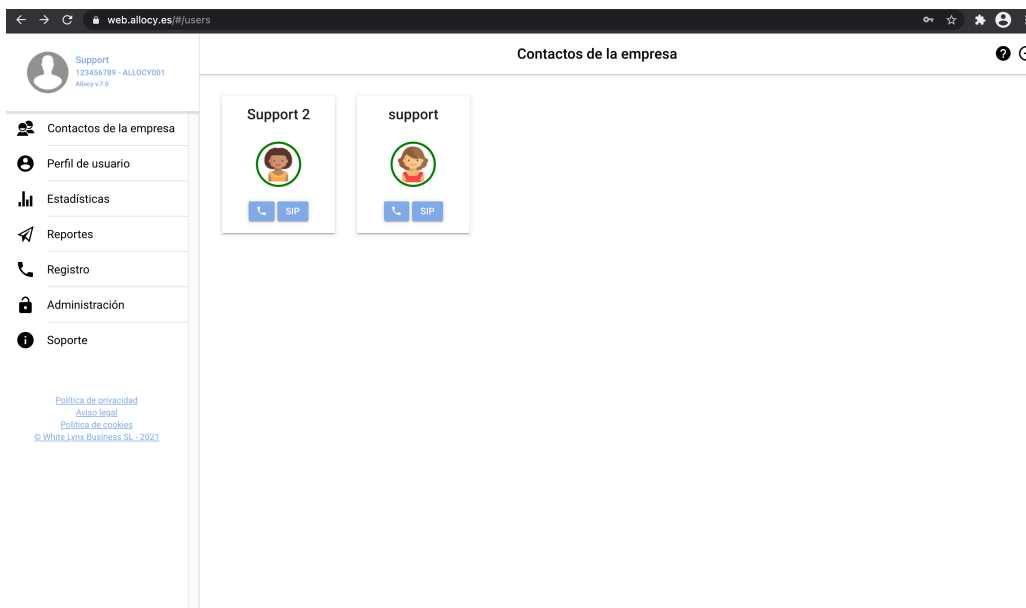 web.allocy.es/#/users
Support
123456789 - ALLOCY001
Allocy v.7.0
Contactos de la empresa
Contactos de la empresa
Perfil de usuario
Estadísticas
Reportes
Registro
Administración
Soporte
Política de privacidad
Aviso legal
Política de cookies
© White Lynx Business SL - 2021
Support 2
SIP
support
SIP